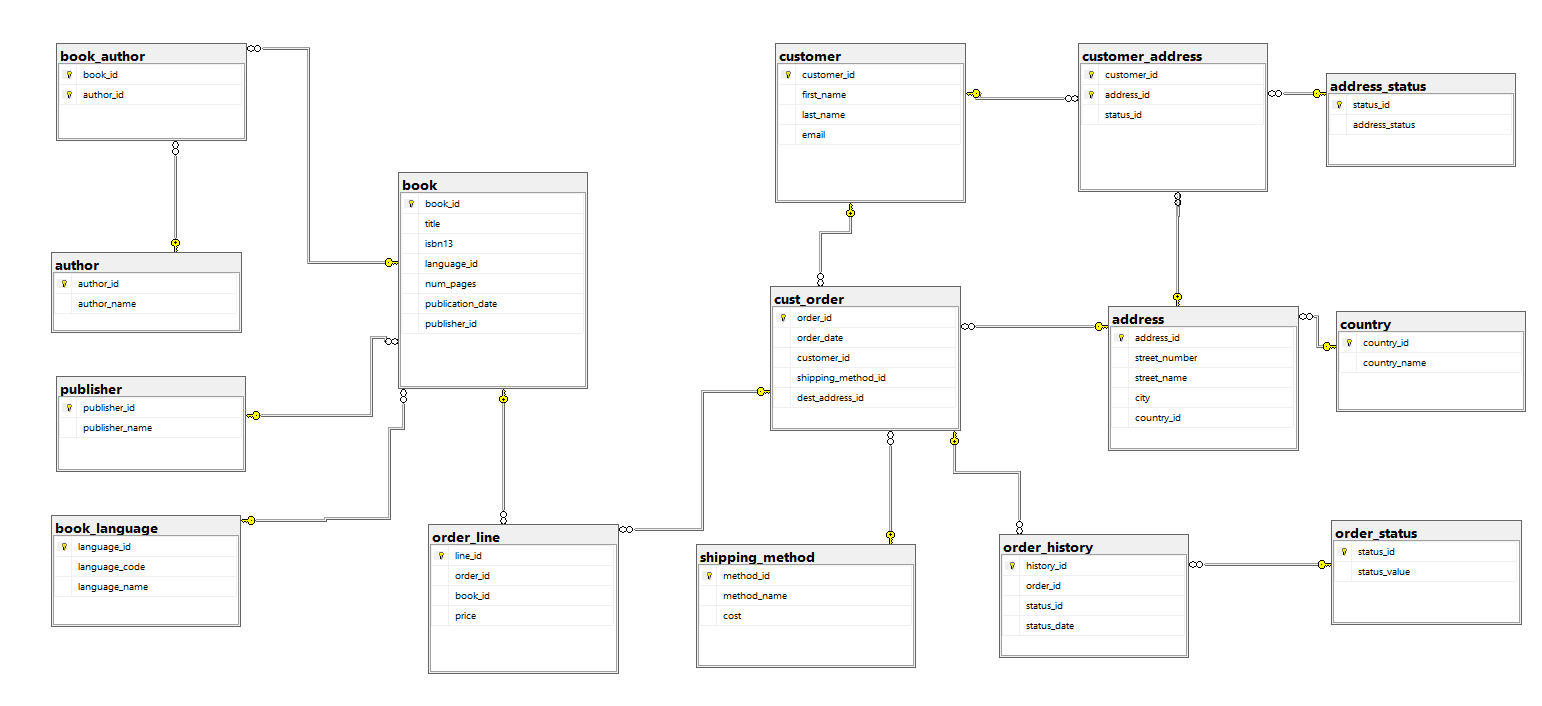 book_author
book_id
author_id
author
author_id
author_name
publisher
publisher_id
publisher_name
book_language
language_id
language_code
language_name
book
book_id
title
isbn13
language_id
num_pages
publication_date
publisher_id
order_line
line_id
order_id
book_id
price
customer
customer_id
first_name
last_name
email
cust_order
order_id
order_date
customer_id
shipping_method_id
dest_address_id
shipping_method
method_id
method_name
cost
customer_address
customer_id
address_id
status_id
address
address_id
street_number
street_name
city
country_id
order_history
history_id
order_id
status_id
status_date
address_status
status_id
address_status
country
country_id
country_name
order_status
status_id
status_value